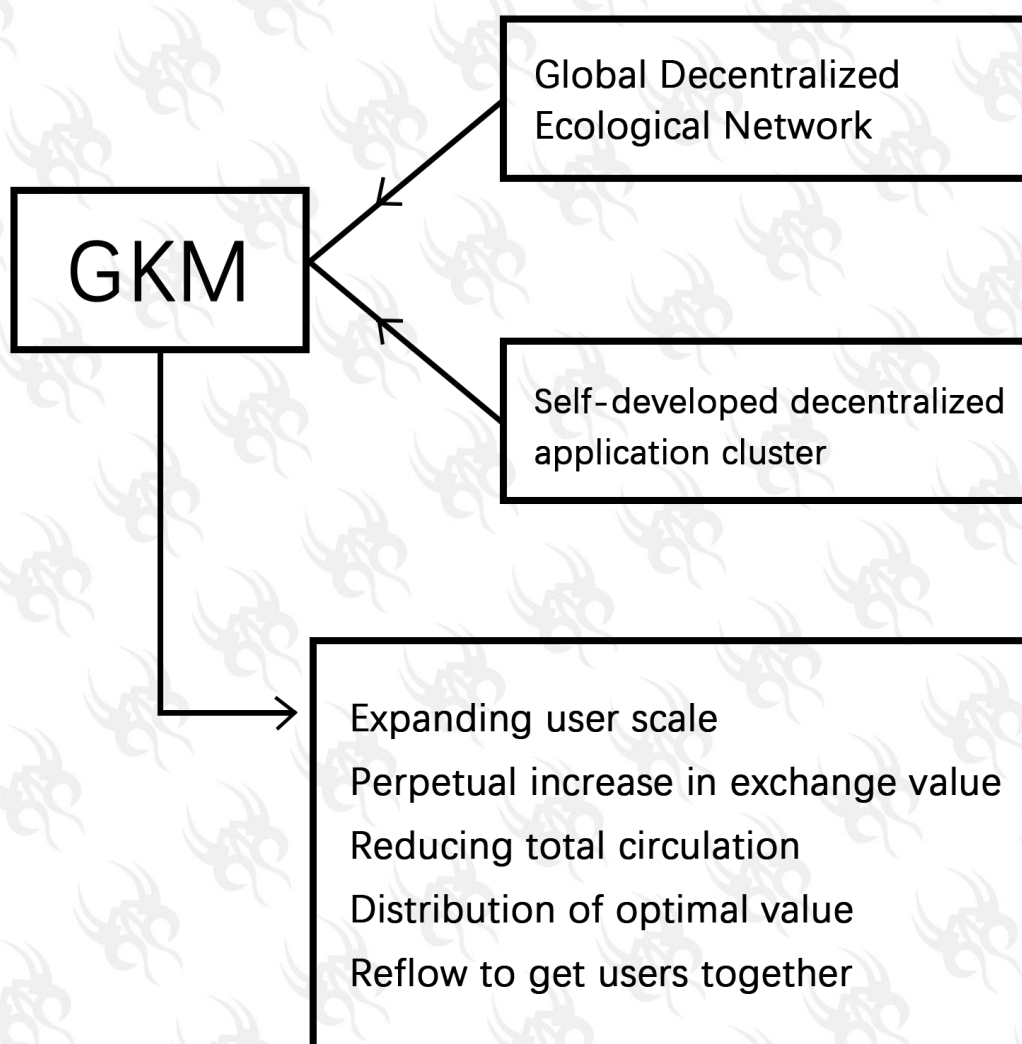 Global Decentralized
Ecological Network
GKM
Self-developed decentralized
application cluster
Expanding user scale
Perpetual increase in exchange value
Reducing total circulation
Distribution of optimal value
Reflow to get users together